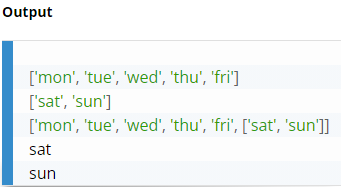 Output
['mon', 'tue', 'wed', 'thu', 'fri']
['sat', 'sun']
['mon', 'tue', 'wed', 'thu', 'fri', ['sat', 'sun']]
sat
sun